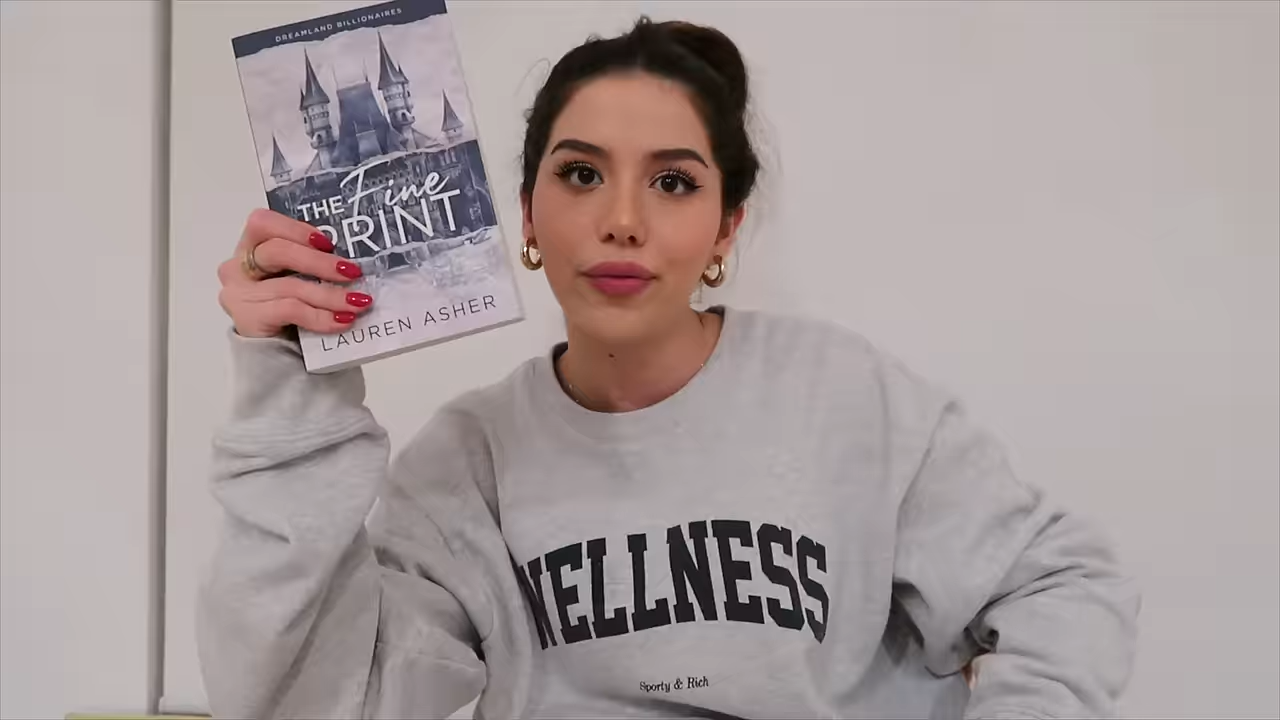 DREAMLAND BILLIONAIRES
THE Fine
PRINT
LAUREN ASHER
WELLNESS
Sporty & Rich